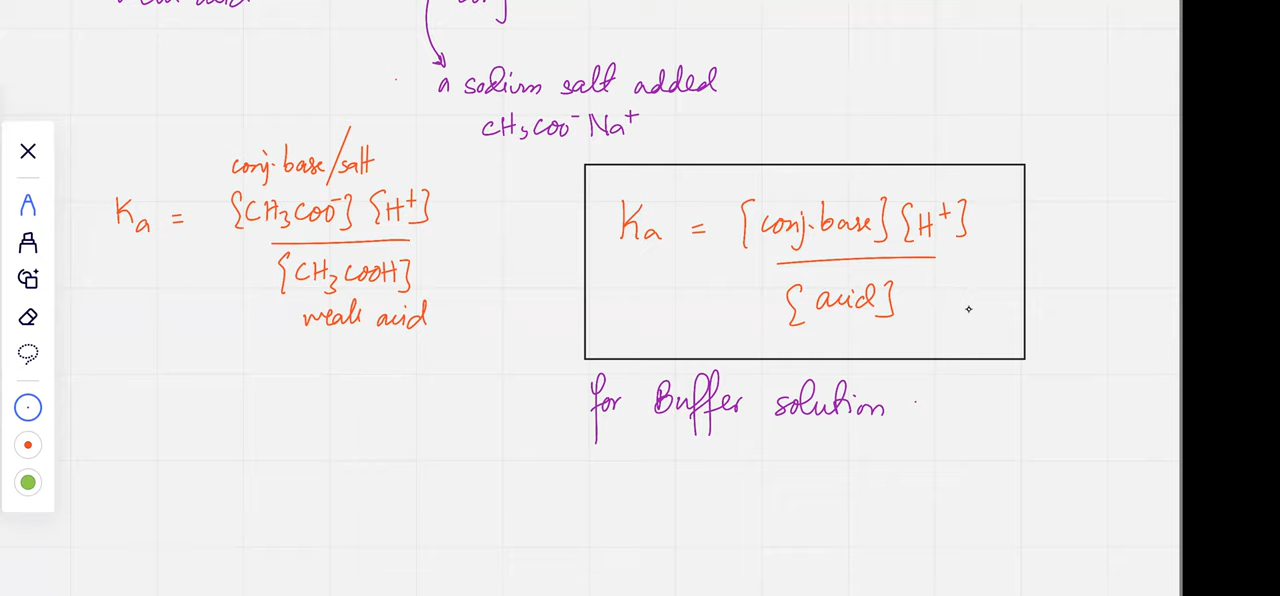 a sodium salt added
CH₃COO⁻ Na⁺
conj. base/salt
Ka = [CH₃COO⁻] [H⁺]
[CH₃COOH]
weak acid
Ka = [conj. base] [H⁺]
[acid]
for Buffer solution